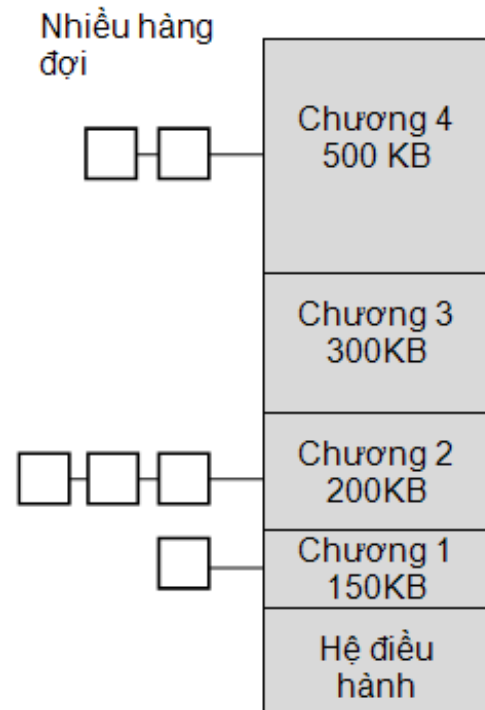 Nhiều hàng
đợi
Chương 4
500 KB
Chương 3
300KB
Chương 2
200KB
Chương 1
150KB
Hệ điều
hành